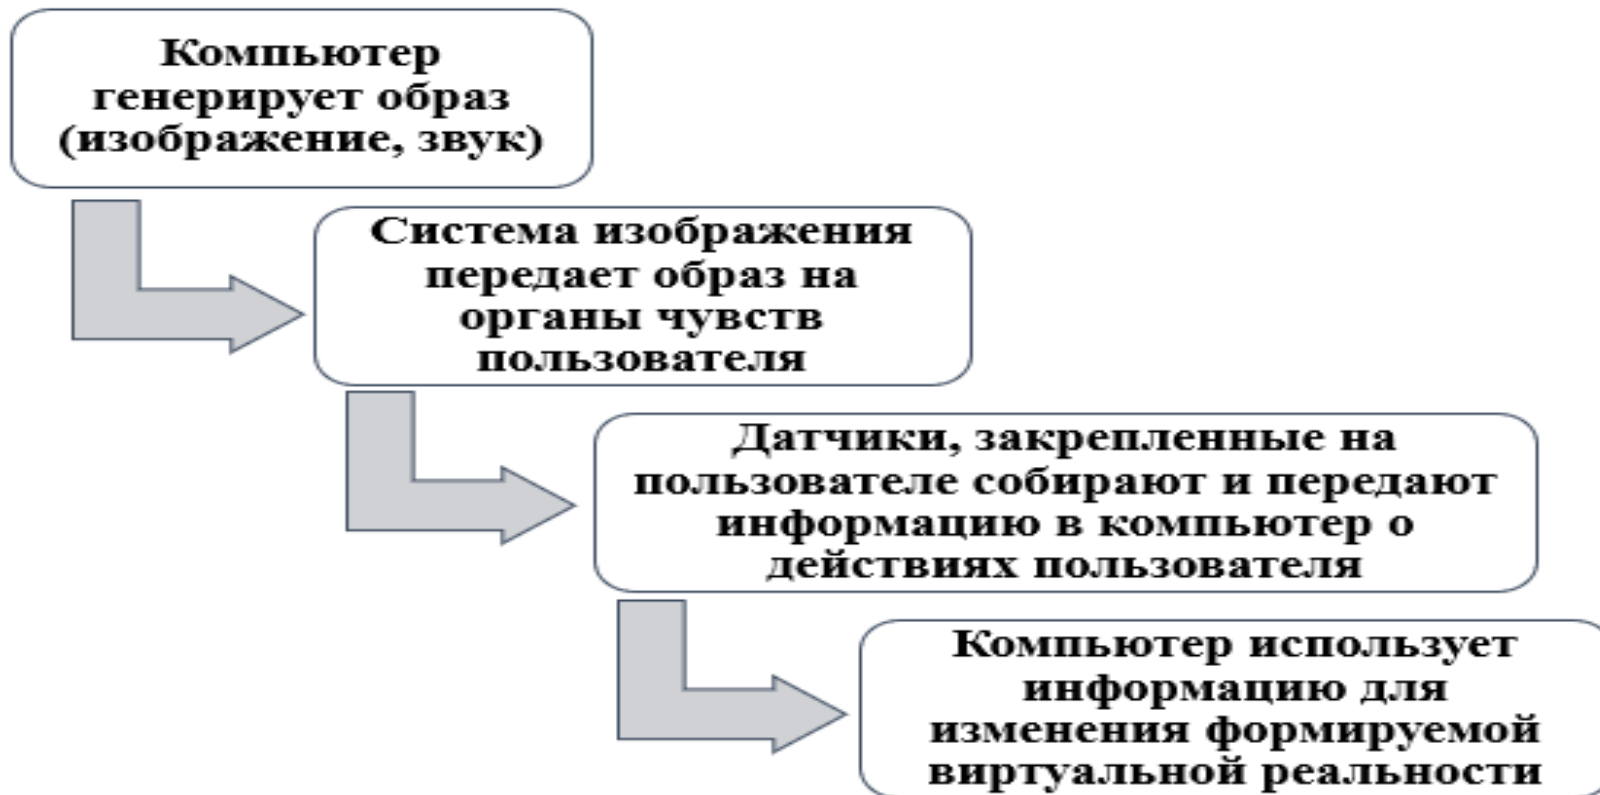 Компьютер
генерирует образ
(изображение, звук)
Система изображения
передает образ на
органы чувств
пользователя
Датчики, закрепленные на
пользователе собирают и передают
информацию в компьютер о
действиях пользователя
Компьютер использует
информацию для
изменения формируемой
виртуальной реальности